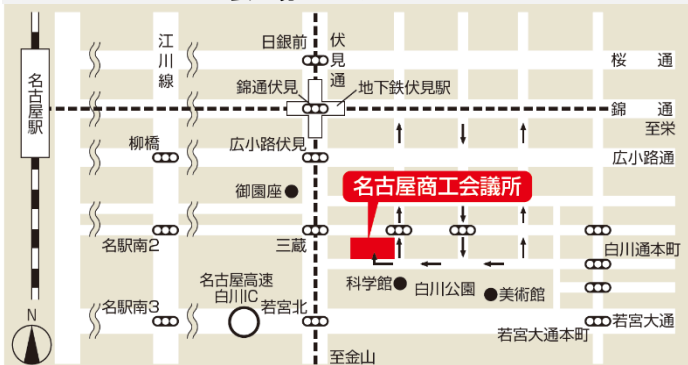 江川線
日銀前
伏見通
桜通
名古屋駅
錦通伏見
地下鉄伏見駅
錦通
至栄
柳橋
広小路伏見
広小路通
御園座
名古屋商工会議所
名駅南2
三蔵
白川通本町
名古屋高速
白川IC
科学館
白川公園
美術館
名駅南3
若宮北
若宮大通本町
若宮大通
N
至金山